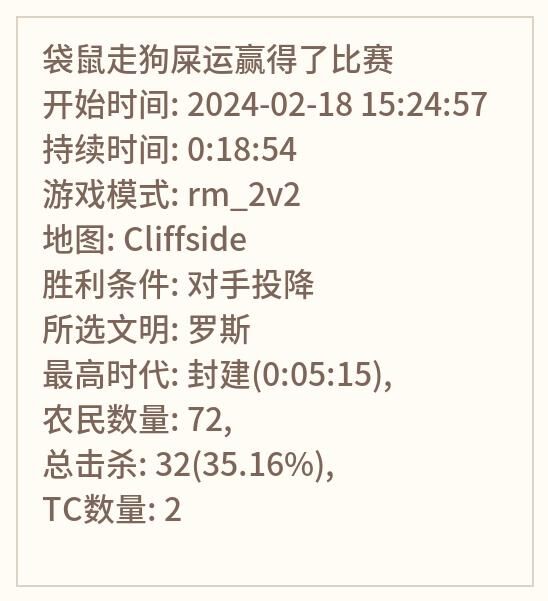 袋鼠走狗屎运赢得了比赛
开始时间: 2024-02-18 15:24:57
持续时间: 0:18:54
游戏模式: rm_2v2
地图: Cliffside
胜利条件: 对手投降
所选文明: 罗斯
最高时代: 封建(0:05:15),
农民数量: 72,
总击杀: 32(35.16%),
TC数量: 2